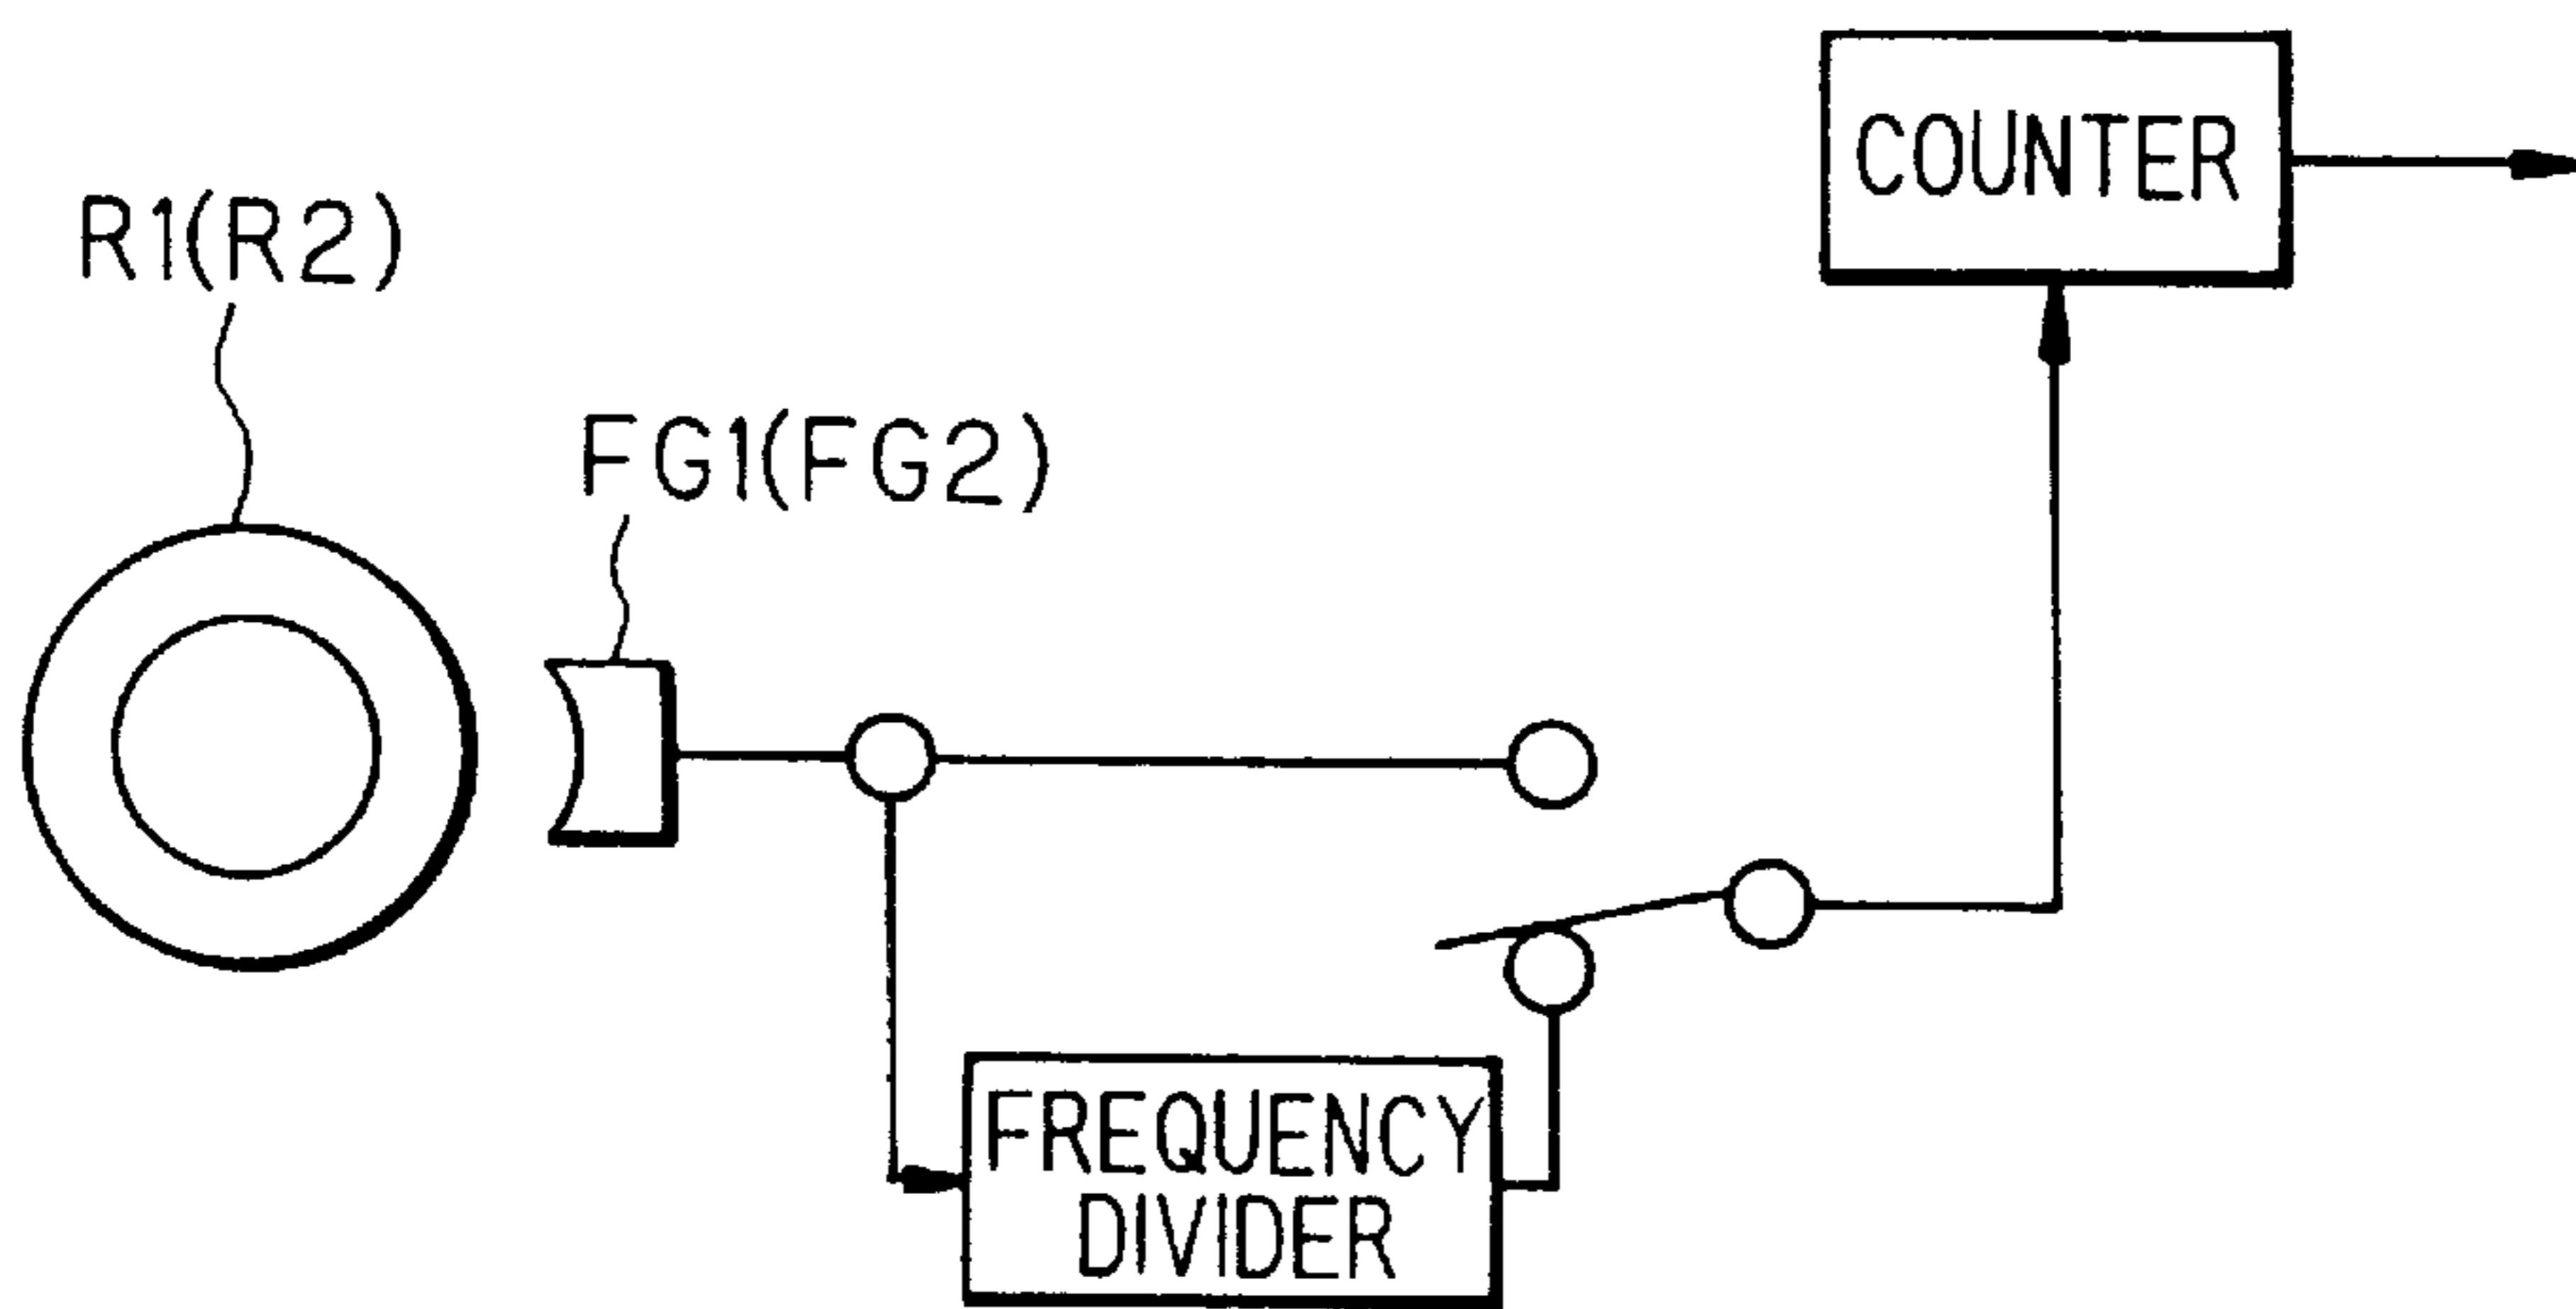 COUNTER
R1(R2)
FG1(FG2)
FREQUENCY
DIVIDER